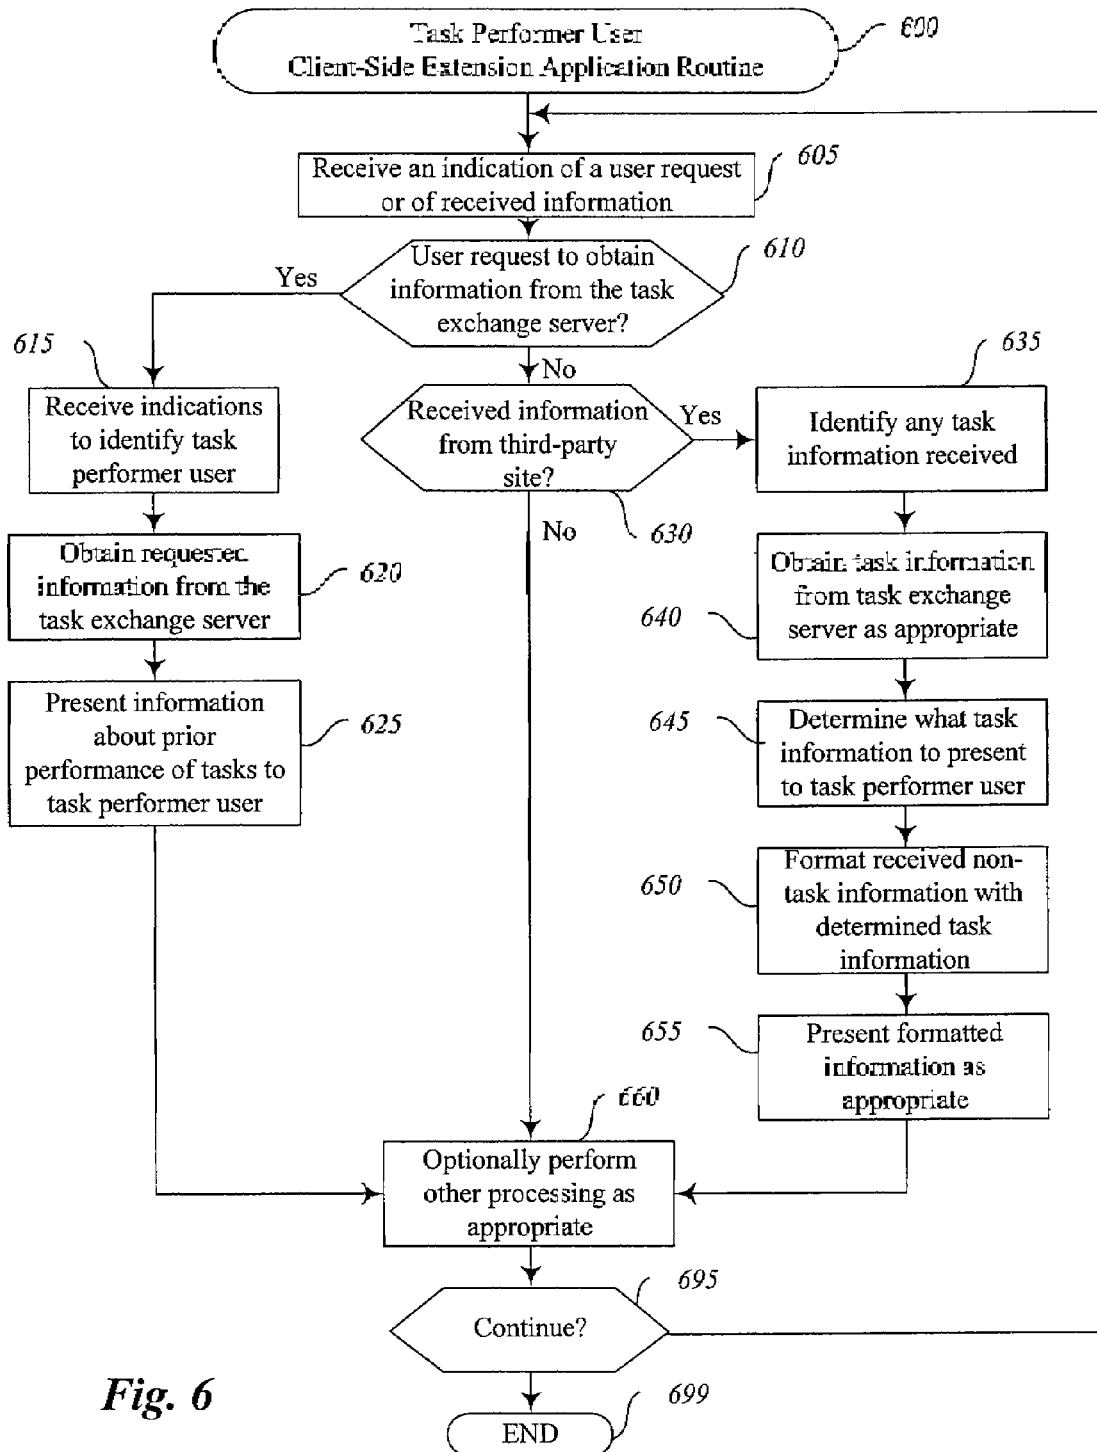 Task Performer User
Client-Side Extension Application Routine
600
Receive an indication of a user request
or of received information
605
User request to obtain
information from the task
exchange server?
610
Yes
No
615
Receive indications
to identify task
performer user
Received information
from third-party
site?
Yes
630
No
635
Identify any task
information received
Obtain requested
information from the
task exchange server
620
Obtain task information
from task exchange
server as appropriate
640
Present information
about prior
performance of tasks to
task performer user
625
645
Determine what task
information to present
to task performer user
650
Format received non-
task information with
determined task
information
655
Present formatted
information as
appropriate
660
Optionally perform
other processing as
appropriate
695
Continue?
Fig. 6
END
699